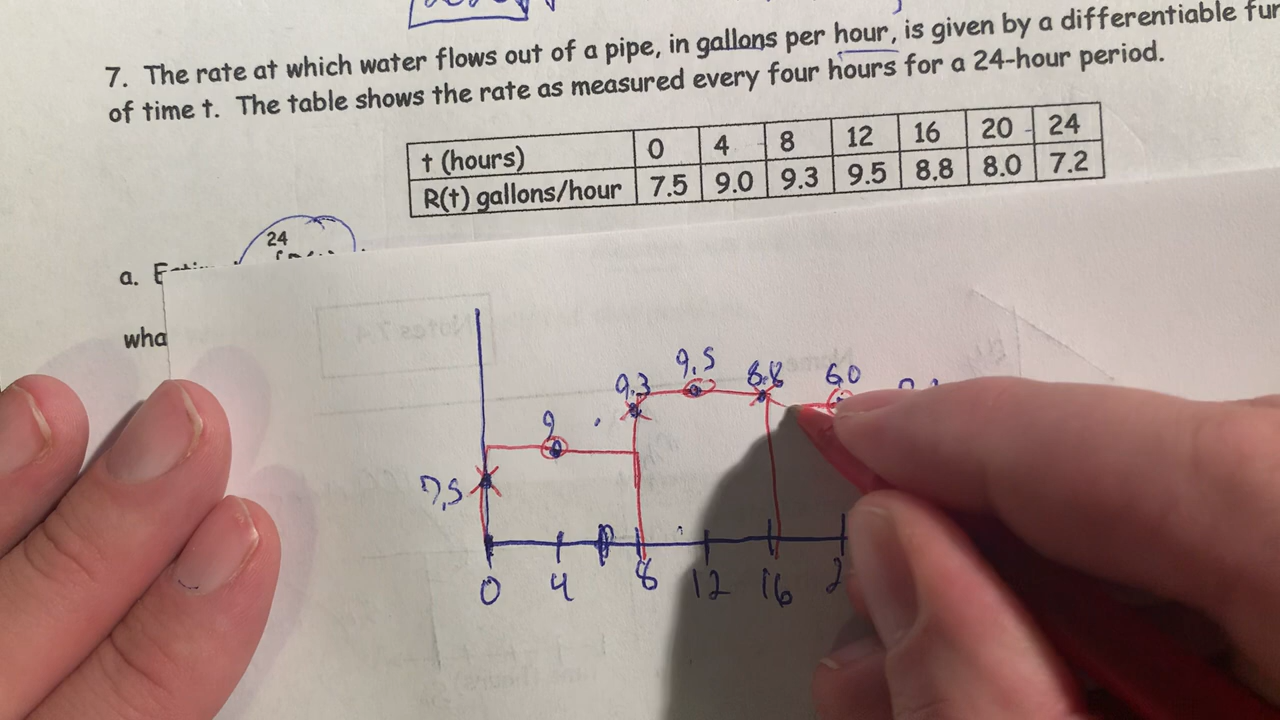 7. The rate at which water flows out of a pipe, in gallons per hour, is given by a differentiable fun
of time t. The table shows the rate as measured every four hours for a 24-hour period.
t (hours) 0 4 8 12 16 20 24
R(t) gallons/hour 7.5 9.0 9.3 9.5 8.8 8.0 7.2
24
a.
wha
9.3 9.5 8.8
9
7.5
0 4 8 12 16